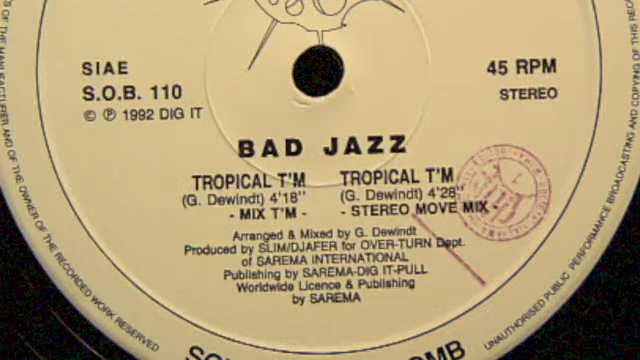 SIAE
45 RPM
S.O.B. 110
STEREO
© ℗ 1992 DIG IT
BAD JAZZ
TROPICAL T'M
(G. Dewindt) 4'18"
- MIX T'M -
TROPICAL T'M
(G. Dewindt) 4'28"
- STEREO MOVE MIX -
Arranged & Mixed by G. Dewindt
Produced by SLIM/DJAFER for OVER-TURN Dept.
of SAREMA INTERNATIONAL
Publishing by SAREMA-DIG IT-PULL
Worldwide Licence & Publishing
by SAREMA
OF THE MANUFACTURER AND OF THE OWNER OF THE RECORDED WORK RESERVED
UNAUTHORISED PUBLIC PERFORMANCE BROADCASTING AND COPYING OF THIS